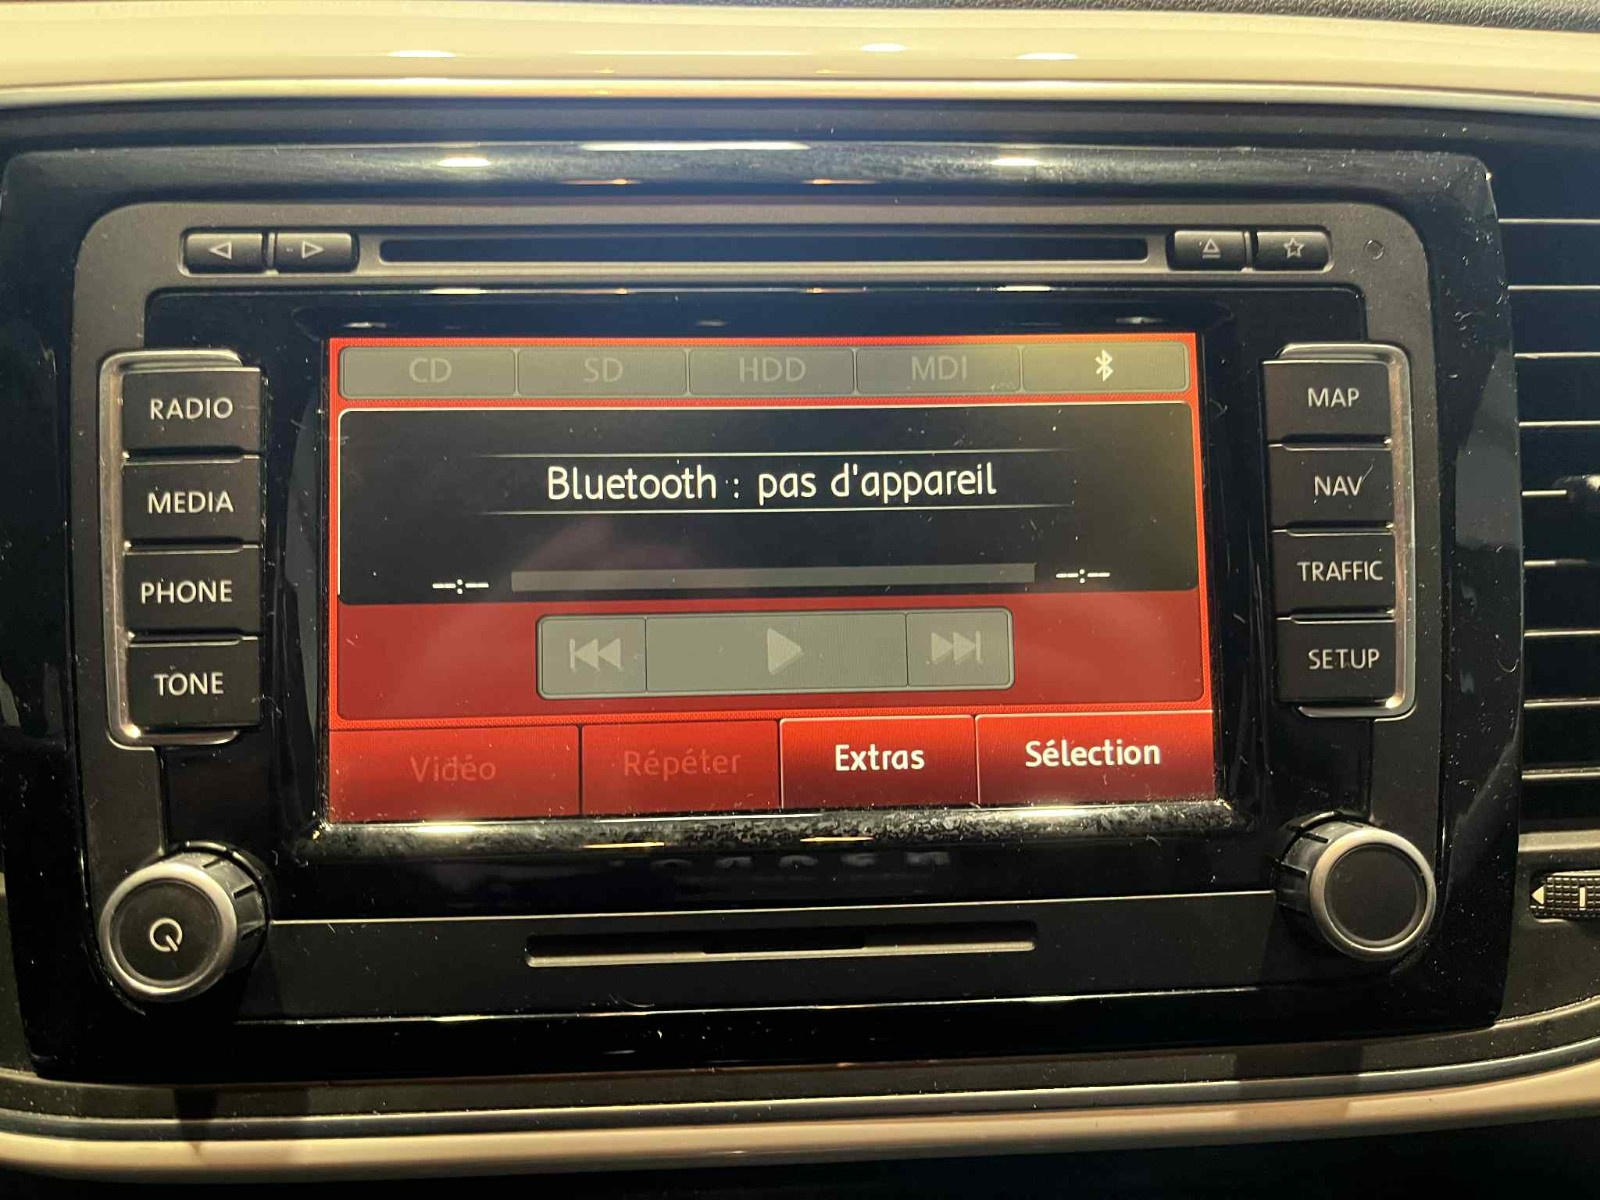 CD SD HDD MDI
RADIO
MEDIA
PHONE
TONE
Bluetooth : pas d'appareil
--:-- --:--
Vidéo Répéter Extras Sélection
MAP
NAV
TRAFFIC
SETUP